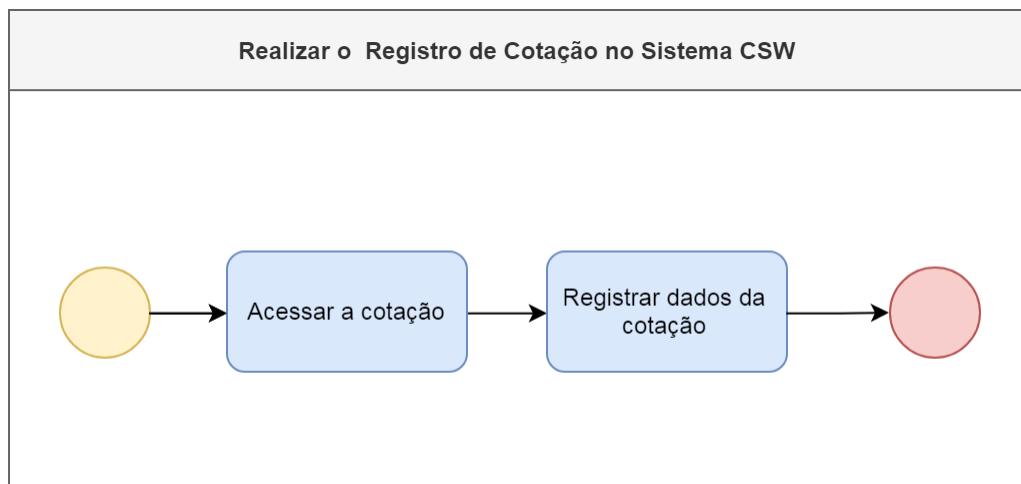 Realizar o  Registro de Cotação no Sistema CSW
Acessar a cotação
Registrar dados da
cotação